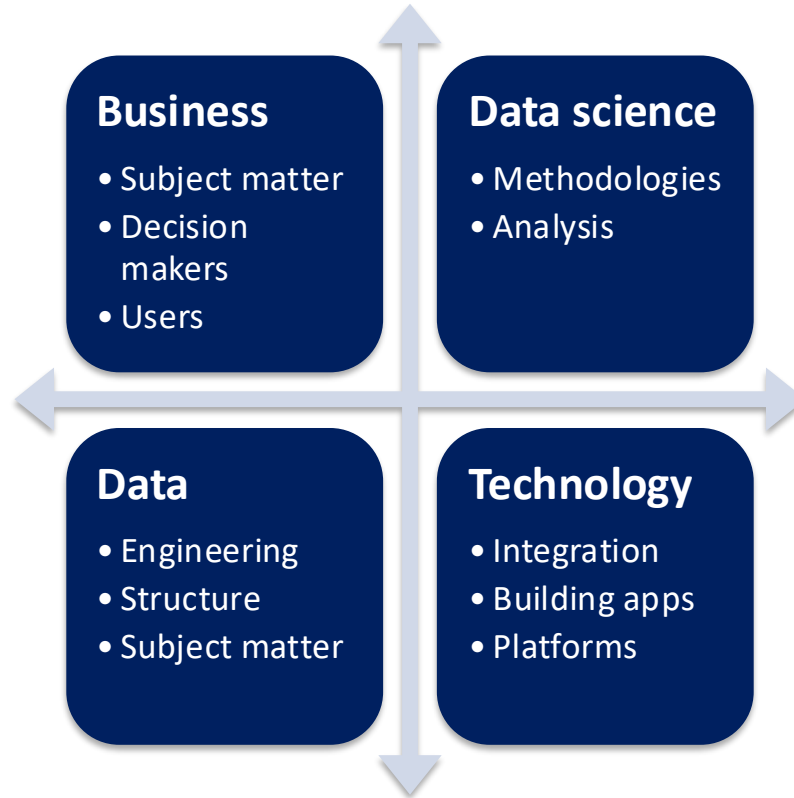 Business
• Subject matter
• Decision
makers
• Users
Data science
• Methodologies
• Analysis
Data
• Engineering
• Structure
• Subject matter
Technology
• Integration
• Building apps
• Platforms